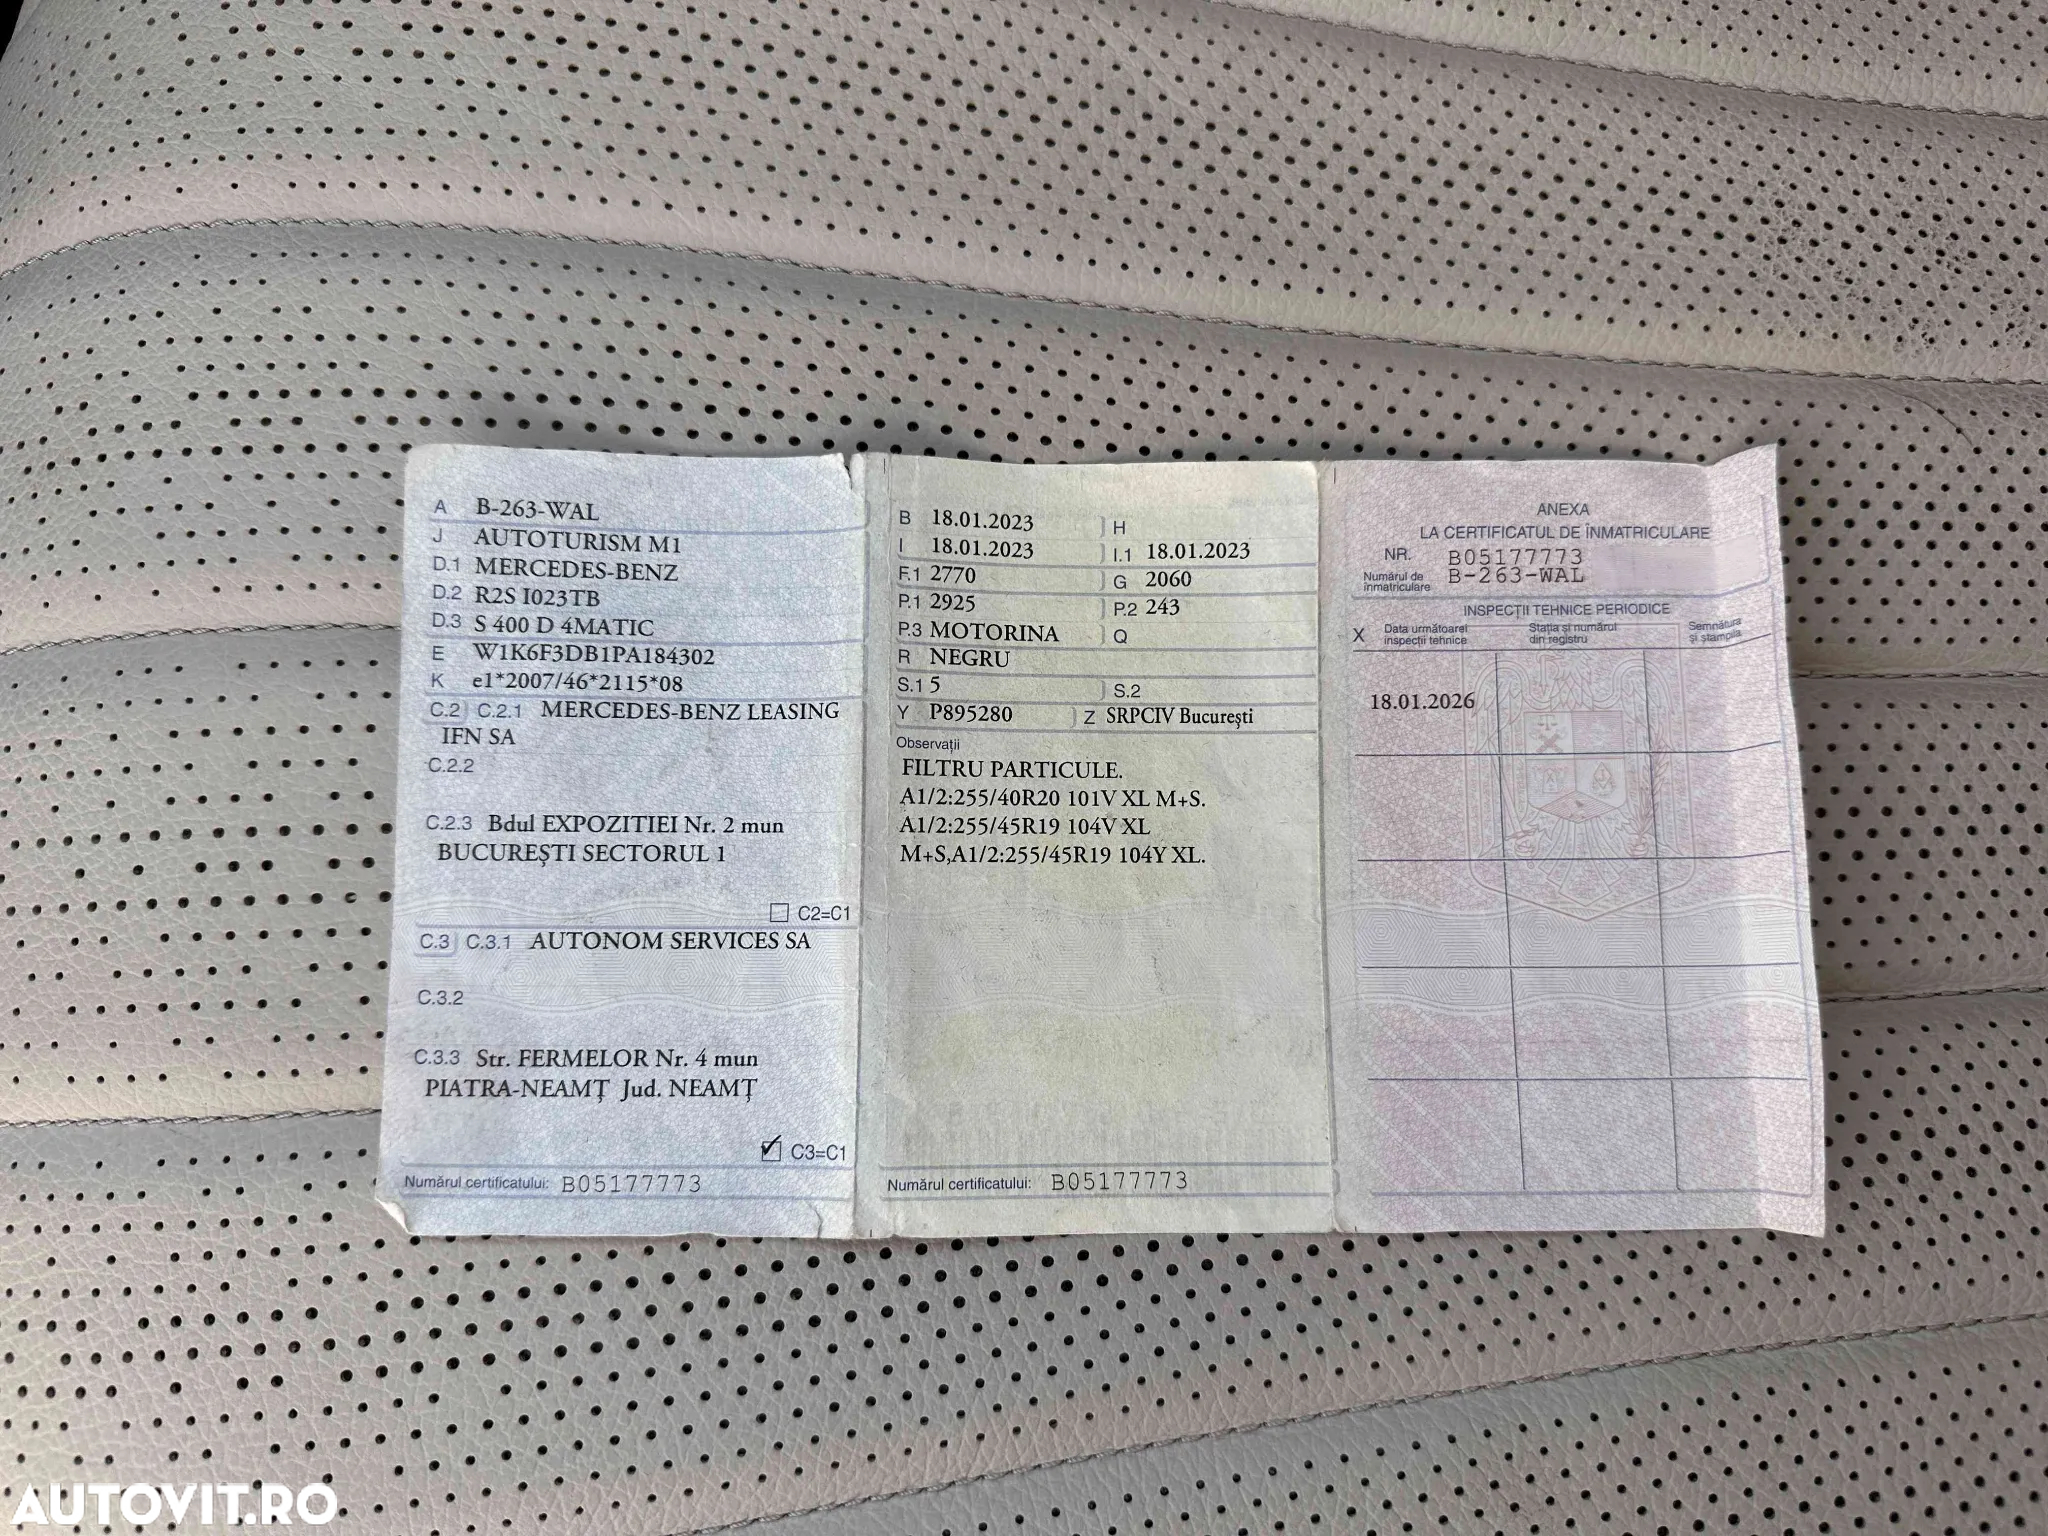 A B-263-WAL
J AUTOTURISM M1
D.1 MERCEDES-BENZ
D.2 R2S I023TB
D.3 S 400 D 4MATIC
E W1K6F3DB1PA184302
K e1*2007/46*2115*08
C.2 C.2.1 MERCEDES-BENZ LEASING
IFN SA
C.2.2
C.2.3 Bdul EXPOZITIEI Nr. 2 mun
BUCUREŞTI SECTORUL 1
C2=C1
C.3 C.3.1 AUTONOM SERVICES SA
C.3.2
C.3.3 Str. FERMELOR Nr. 4 mun
PIATRA-NEAMŢ Jud. NEAMŢ
C3=C1
Numărul certificatului: B05177773
B 18.01.2023 H
I 18.01.2023 I.1 18.01.2023
F.1 2770 G 2060
P.1 2925 P.2 243
P.3 MOTORINA Q
R NEGRU
S.1 5 S.2
Y P895280 Z SRPCIV Bucureşti
Observaţii
FILTRU PARTICULE.
A1/2:255/40R20 101V XL M+S.
A1/2:255/45R19 104V XL
M+S,A1/2:255/45R19 104Y XL.
Numărul certificatului: B05177773
ANEXA
LA CERTIFICATUL DE ÎNMATRICULARE
NR. B05177773
Numărul de înmatriculare B-263-WAL
INSPECŢII TEHNICE PERIODICE
X Data următoarei Staţia şi numărul Semnătura
inspecţii tehnice din registru şi ştampila
18.01.2026
AUTOVIT.RO